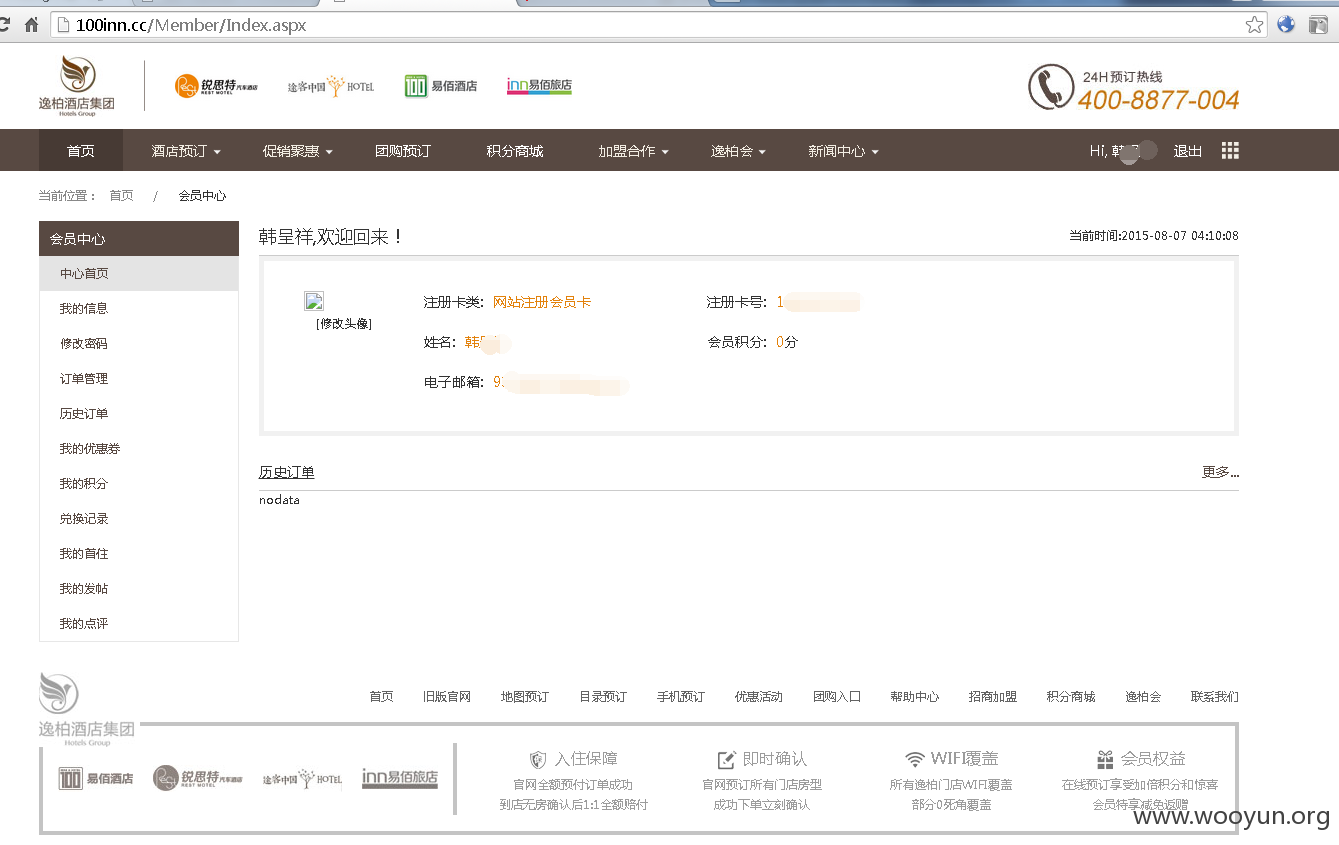 100inn.cc/Member/Index.aspx
逸柏酒店集团
Hotels Group
锐思特汽车酒店
REST MOTEL
途客中国 HOTEL
100 易佰酒店
inn易佰旅店
24H预订热线
400-8877-004
首页 酒店预订 促销聚惠 团购预订 积分商城 加盟合作 逸柏会 新闻中心 Hi, 韩 退出
当前位置： 首页 / 会员中心
会员中心
中心首页
我的信息
修改密码
订单管理
历史订单
我的优惠券
我的积分
兑换记录
我的首住
我的发帖
我的点评
韩呈祥,欢迎回来！
当前时间:2015-08-07 04:10:08
[修改头像]
注册卡类: 网站注册会员卡
注册卡号: 1
姓名: 韩
会员积分: 0分
电子邮箱: 9
历史订单
更多...
nodata
首页 旧版官网 地图预订 目录预订 手机预订 优惠活动 团购入口 帮助中心 招商加盟 积分商城 逸柏会 联系我们
逸柏酒店集团
Hotels Group
100 易佰酒店
锐思特汽车酒店
REST MOTEL
途客中国 HOTEL
inn易佰旅店
入住保障
官网全额预付订单成功
到店无房确认后1:1全额赔付
即时确认
官网预订所有门店房型
成功下单立刻确认
WIFI覆盖
所有逸柏门店WIFI覆盖
部分0死角覆盖
会员权益
在线预订享受加倍积分和惊喜
会员特享减免返赠
www.wooyun.org